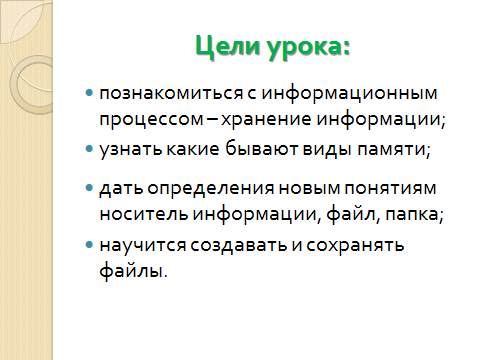 Цели урока:
• познакомиться с информационным
процессом – хранение информации;
• узнать какие бывают виды памяти;
• дать определения новым понятиям
носитель информации, файл, папка;
• научится создавать и сохранять
файлы.